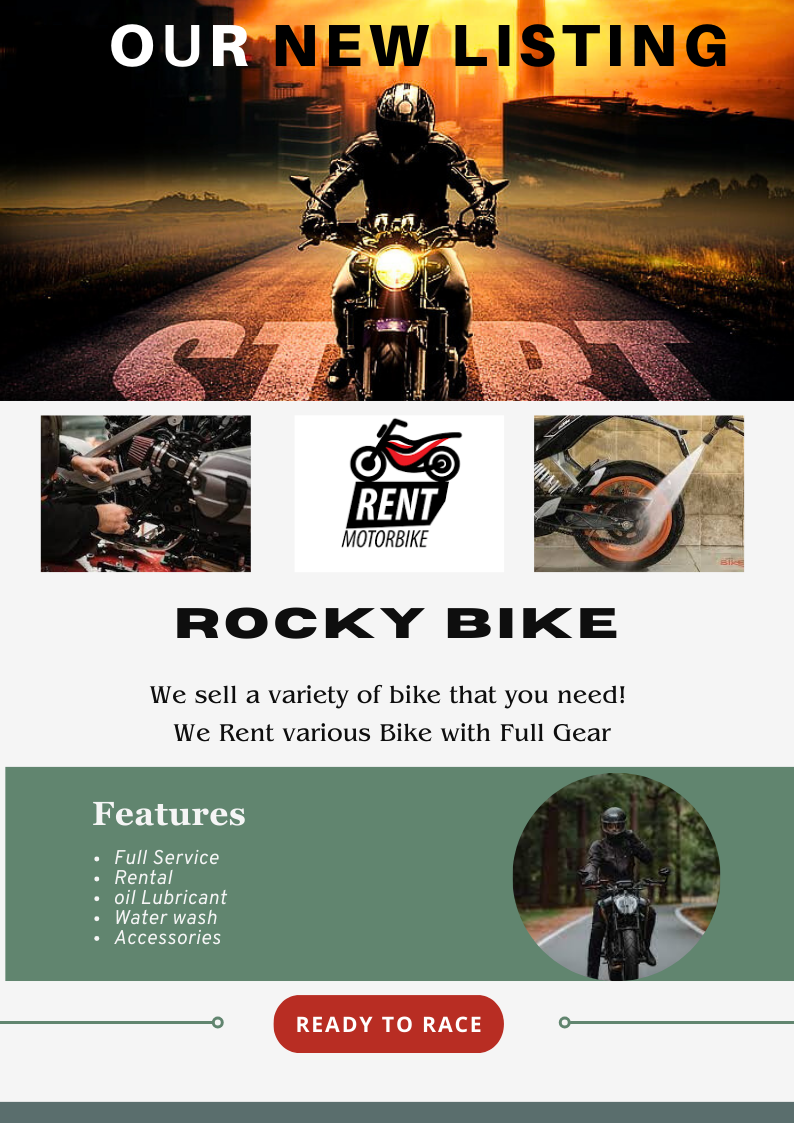 OUR NEW LISTING
START
RENT
MOTORBIKE
BIKE
ROCKY BIKE
We sell a variety of bike that you need!
We Rent various Bike with Full Gear
Features
• Full Service
• Rental
• oil Lubricant
• Water wash
• Accessories
READY TO RACE